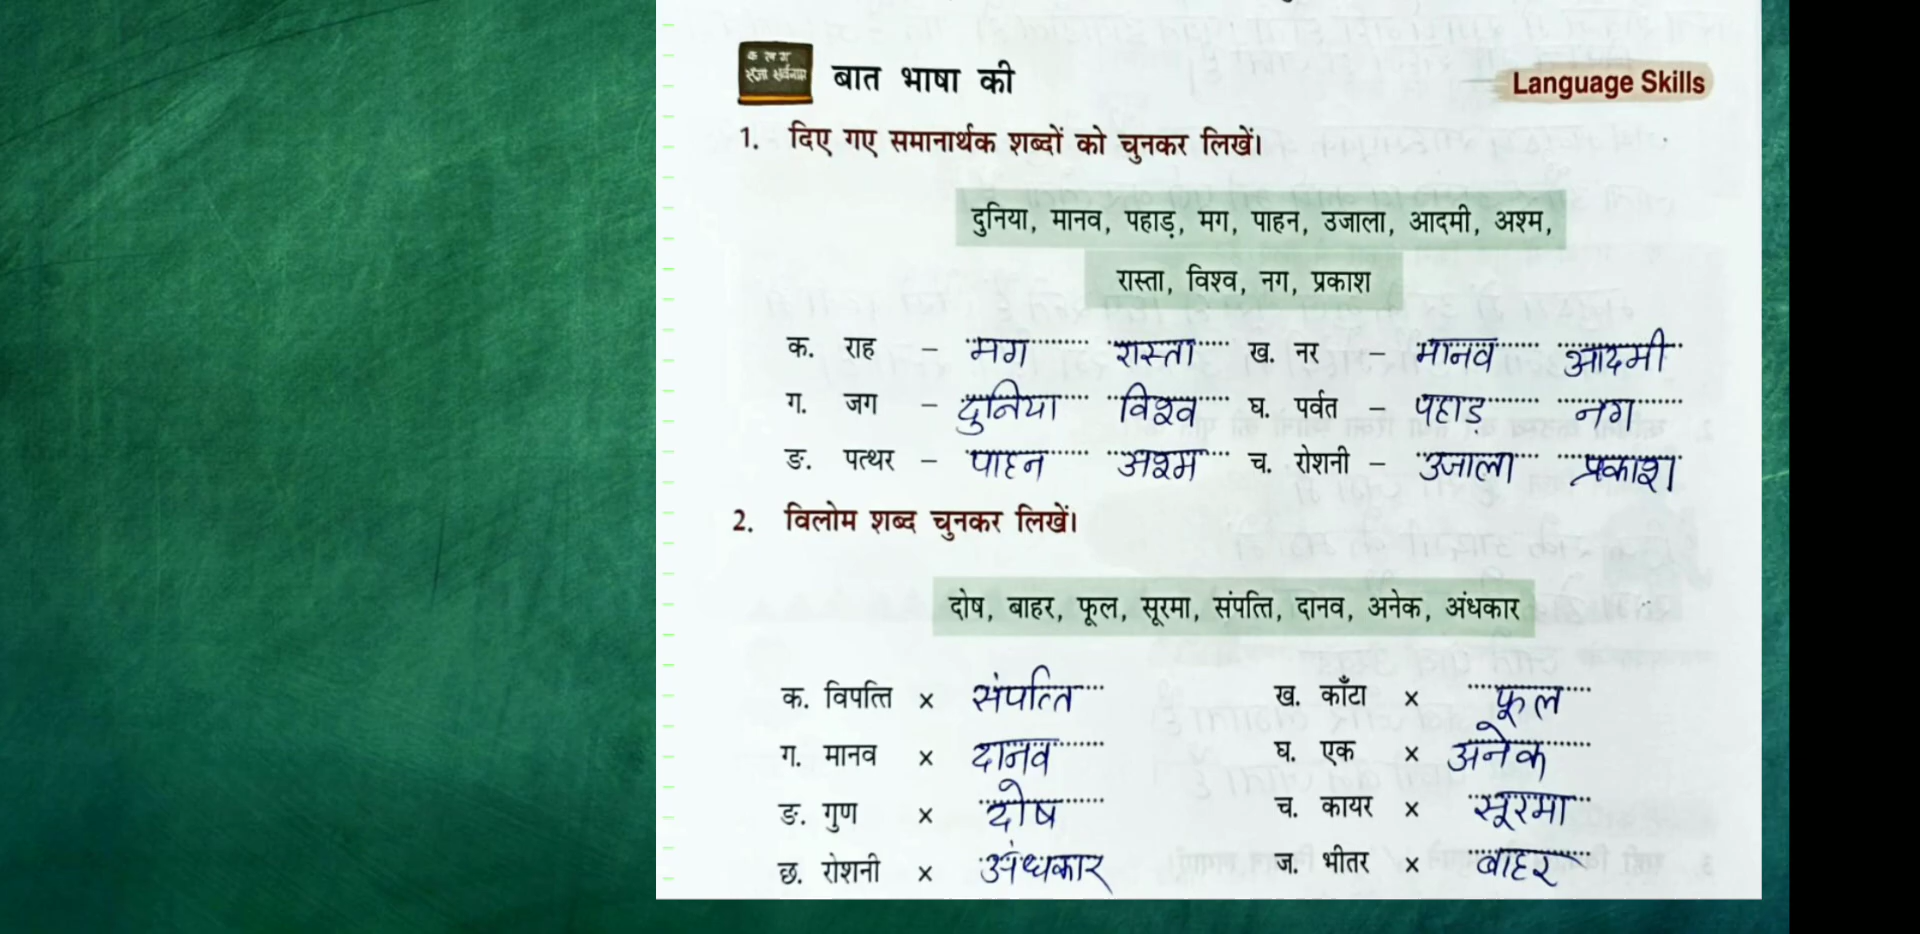 क ख ग
संज्ञा सर्वनाम
बात भाषा की
Language Skills
1. दिए गए समानार्थक शब्दों को चुनकर लिखें।
दुनिया, मानव, पहाड़, मग, पाहन, उजाला, आदमी, अश्म,
रास्ता, विश्व, नग, प्रकाश
क. राह – मग रास्ता ख. नर – मानव आदमी
ग. जग – दुनिया विश्व घ. पर्वत – पहाड़ नग
ङ. पत्थर – पाहन अश्म च. रोशनी – उजाला प्रकाश
2. विलोम शब्द चुनकर लिखें।
दोष, बाहर, फूल, सूरमा, संपत्ति, दानव, अनेक, अंधकार
क. विपत्ति × संपत्ति ख. काँटा × फूल
ग. मानव × दानव घ. एक × अनेक
ङ. गुण × दोष च. कायर × सूरमा
छ. रोशनी × अंधकार ज. भीतर × बाहर